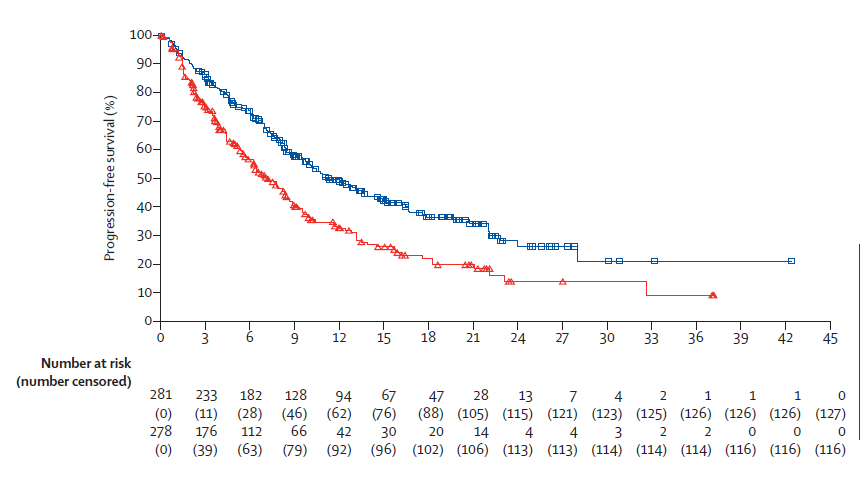 100
90
80
70
60
50
40
30
20
10
0
Progression-free survival (%)
0 3 6 9 12 15 18 21 24 27 30 33 36 39 42 45
Number at risk
(number censored)
281 233 182 128 94 67 47 28 13 7 4 2 1 1 1 0
(0) (11) (28) (46) (62) (76) (88) (105) (115) (121) (123) (125) (126) (126) (126) (127)
278 176 112 66 42 30 20 14 4 4 3 2 2 0 0 0
(0) (39) (63) (79) (92) (96) (102) (106) (113) (113) (114) (114) (114) (116) (116) (116)